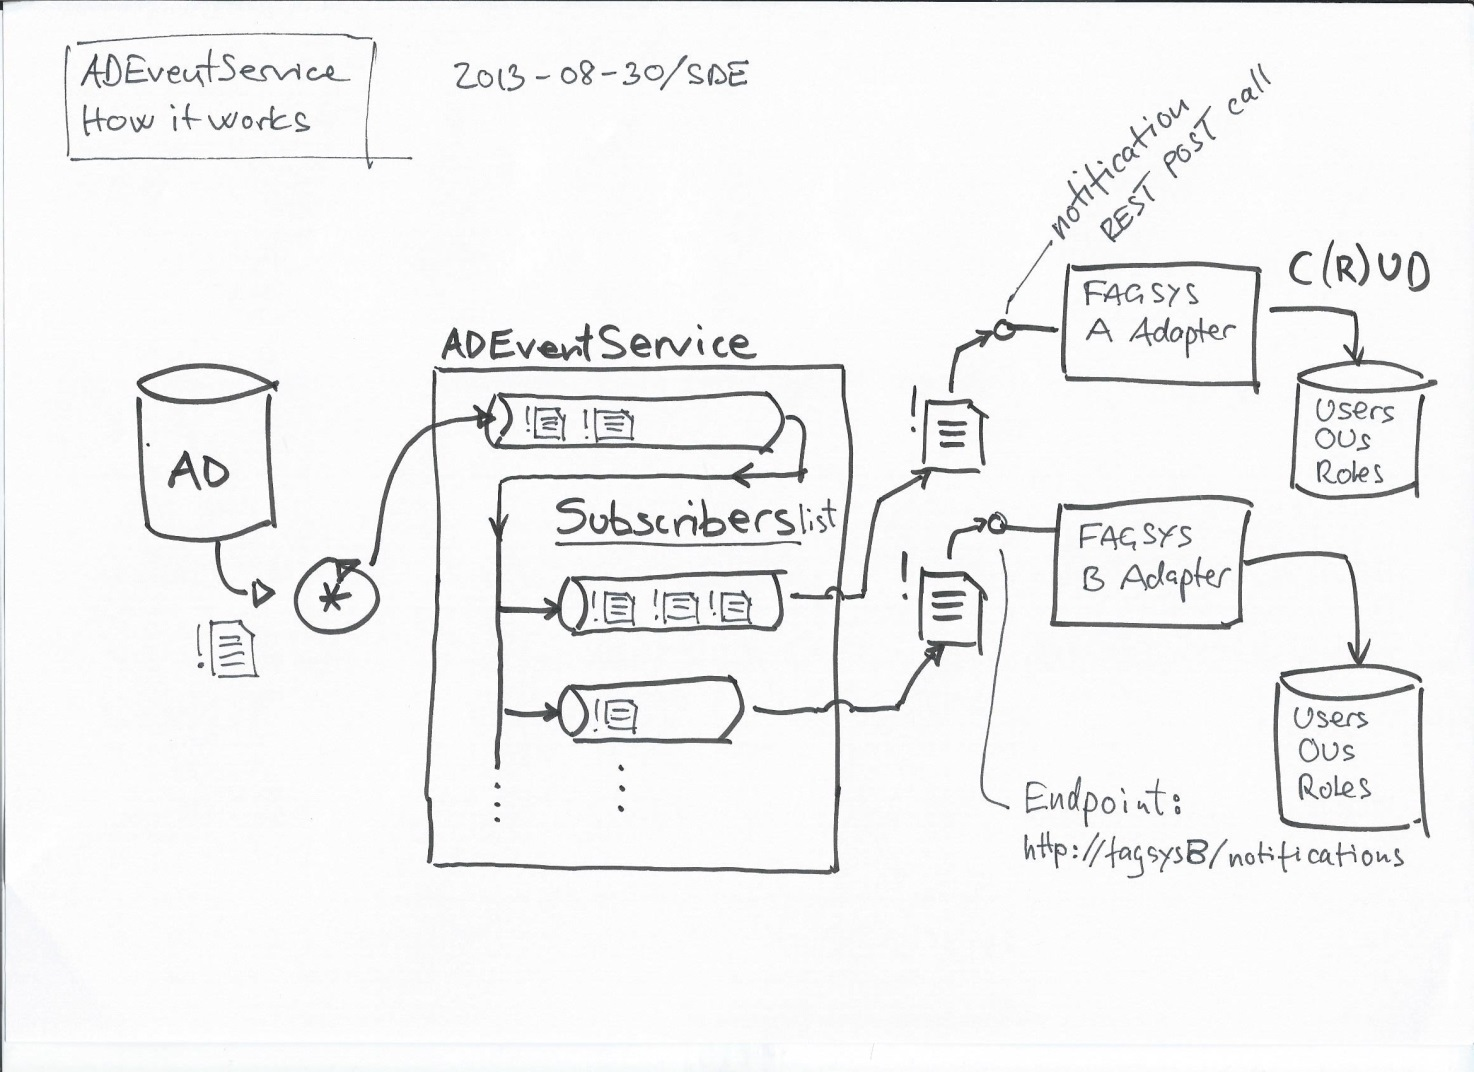 ADEventService
How it works
2013-08-30/SDE
notification
REST POST call
C(R)UD
FAGSYS
A Adapter
ADEventService
Users
OUs
Roles
AD
!
! !
Subscribers list
FAGSYS
B Adapter
*
! ! !
!
!
!
!
Users
OUs
Roles
Endpoint:
http://fagsysB/notifications